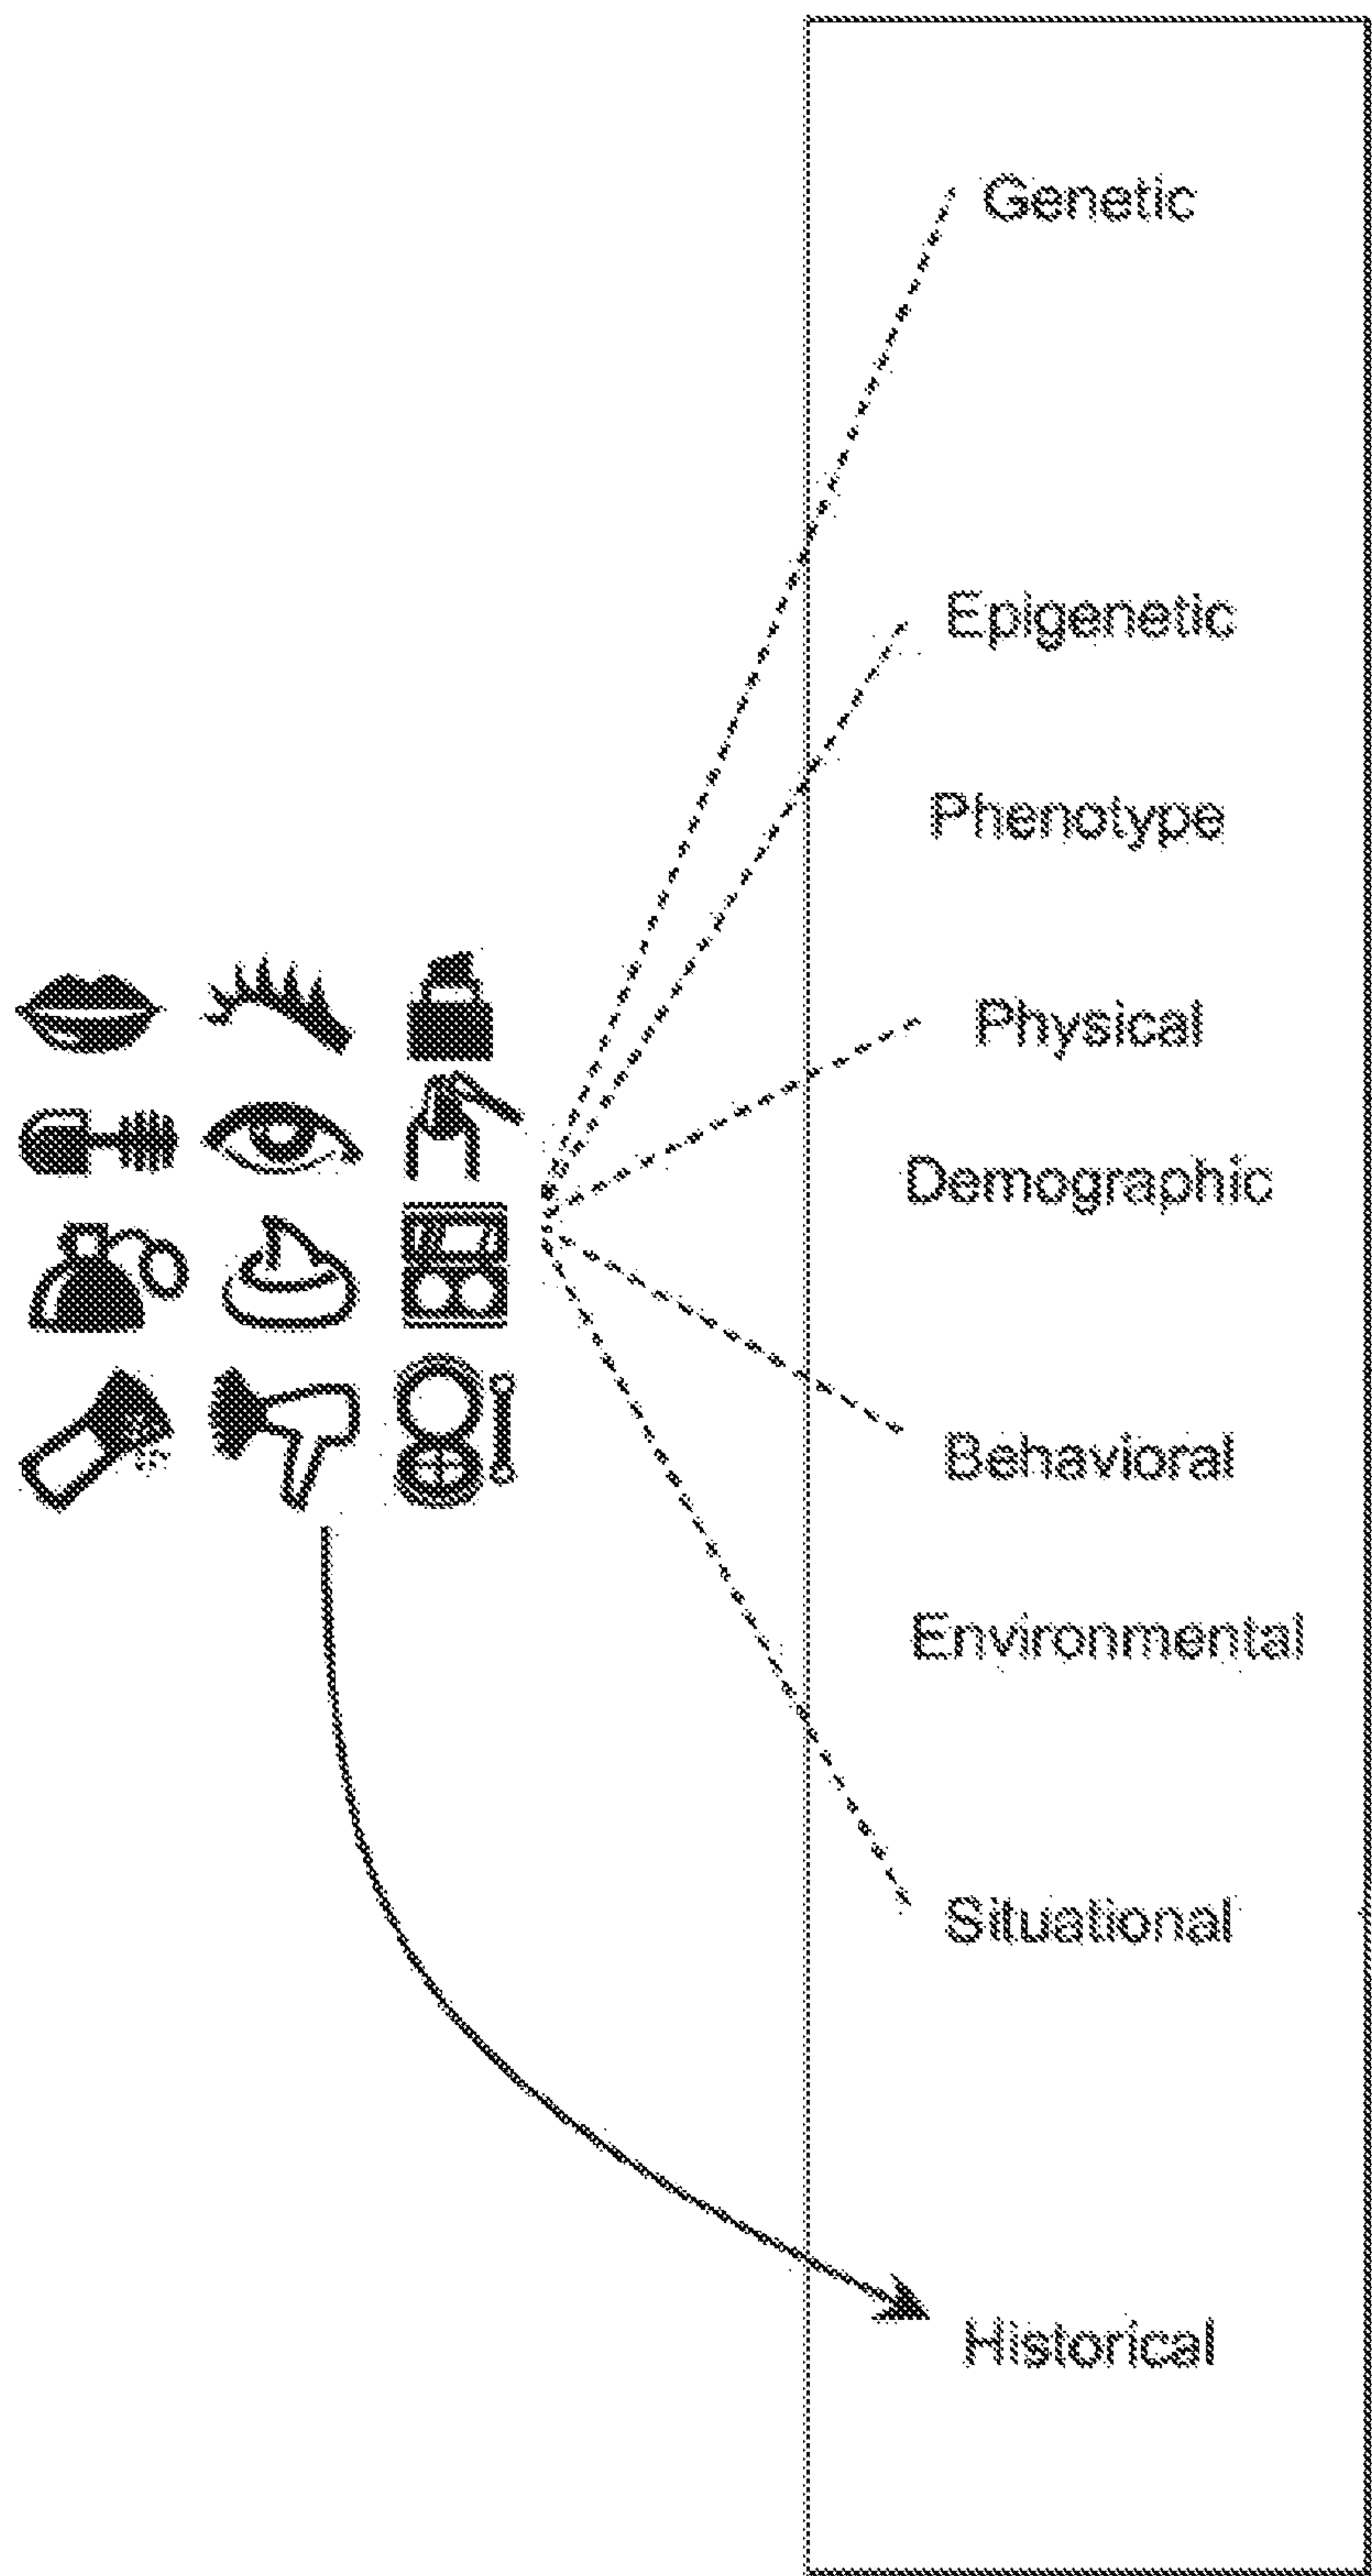 Genetic
Epigenetic
Phenotype
Physical
Demographic
Behavioral
Environmental
Situational
Historical